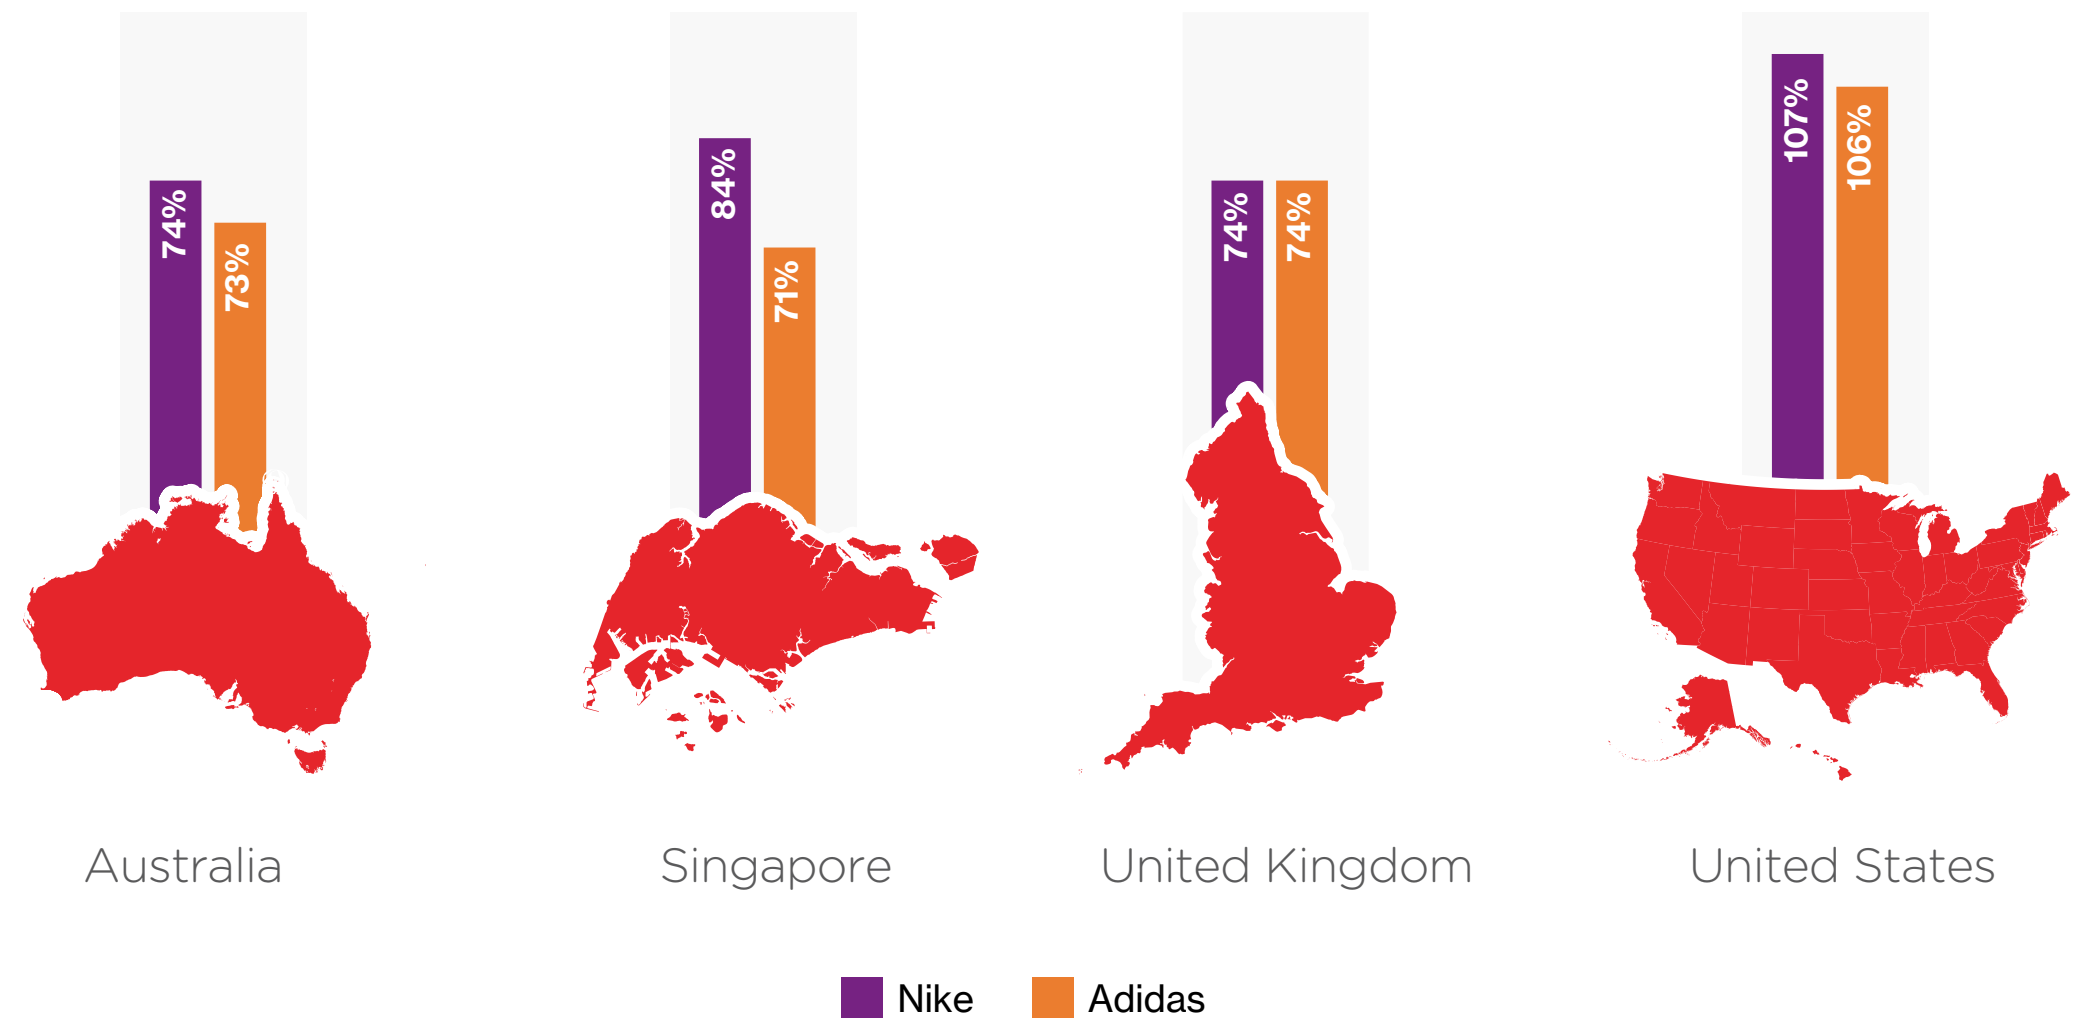 74%
73%
84%
71%
74%
74%
107%
106%
Australia
Singapore
United Kingdom
United States
Nike
Adidas